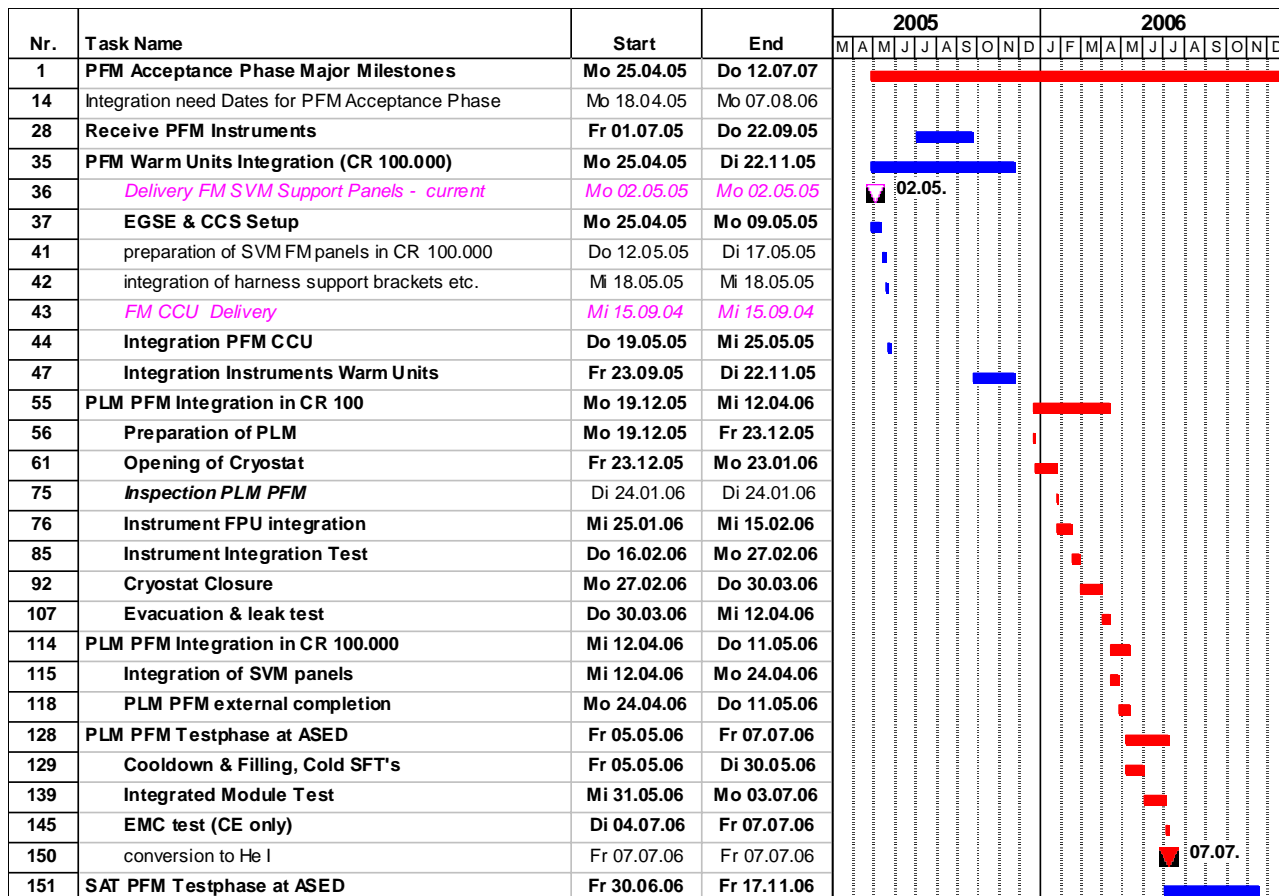 2005 2006
Nr. Task Name Start End M A M J J A S O N D J F M A M J J A S O N D
1 PFM Acceptance Phase Major Milestones Mo 25.04.05 Do 12.07.07
14 Integration need Dates for PFM Acceptance Phase Mo 18.04.05 Mo 07.08.06
28 Receive PFM Instruments Fr 01.07.05 Do 22.09.05
35 PFM Warm Units Integration (CR 100.000) Mo 25.04.05 Di 22.11.05
36 Delivery FM SVM Support Panels - current Mo 02.05.05 Mo 02.05.05 02.05.
37 EGSE & CCS Setup Mo 25.04.05 Mo 09.05.05
41 preparation of SVM FM panels in CR 100.000 Do 12.05.05 Di 17.05.05
42 integration of harness support brackets etc. Mi 18.05.05 Mi 18.05.05
43 FM CCU Delivery Mi 15.09.04 Mi 15.09.04
44 Integration PFM CCU Do 19.05.05 Mi 25.05.05
47 Integration Instruments Warm Units Fr 23.09.05 Di 22.11.05
55 PLM PFM Integration in CR 100 Mo 19.12.05 Mi 12.04.06
56 Preparation of PLM Mo 19.12.05 Fr 23.12.05
61 Opening of Cryostat Fr 23.12.05 Mo 23.01.06
75 Inspection PLM PFM Di 24.01.06 Di 24.01.06
76 Instrument FPU integration Mi 25.01.06 Mi 15.02.06
85 Instrument Integration Test Do 16.02.06 Mo 27.02.06
92 Cryostat Closure Mo 27.02.06 Do 30.03.06
107 Evacuation & leak test Do 30.03.06 Mi 12.04.06
114 PLM PFM Integration in CR 100.000 Mi 12.04.06 Do 11.05.06
115 Integration of SVM panels Mi 12.04.06 Mo 24.04.06
118 PLM PFM external completion Mo 24.04.06 Do 11.05.06
128 PLM PFM Testphase at ASED Fr 05.05.06 Fr 07.07.06
129 Cooldown & Filling, Cold SFT's Fr 05.05.06 Di 30.05.06
139 Integrated Module Test Mi 31.05.06 Mo 03.07.06
145 EMC test (CE only) Di 04.07.06 Fr 07.07.06
150 conversion to He I Fr 07.07.06 Fr 07.07.06 07.07.
151 SAT PFM Testphase at ASED Fr 30.06.06 Fr 17.11.06